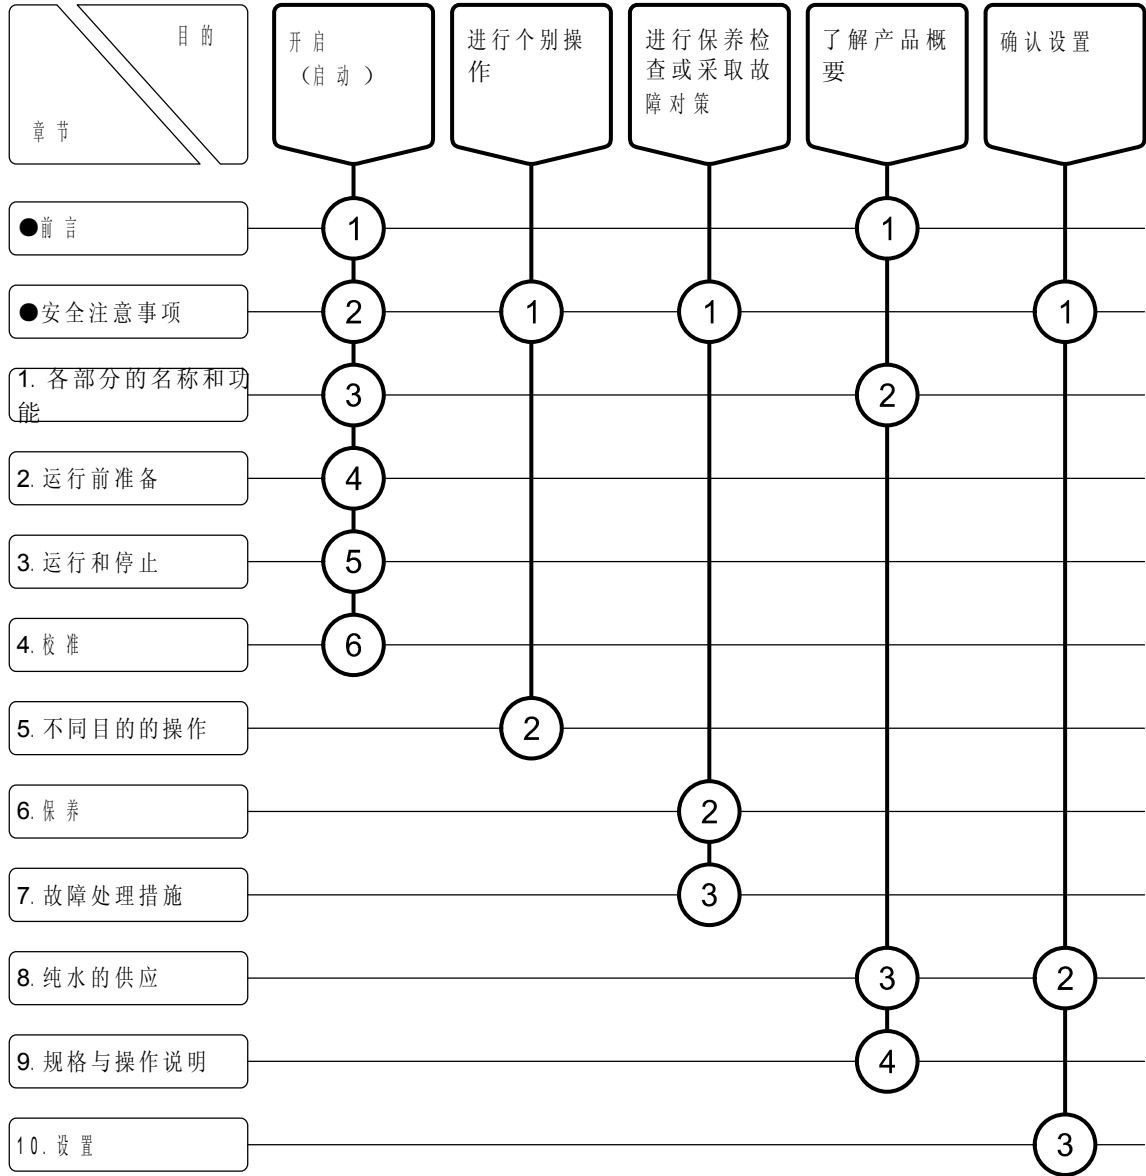 目的
章节
开启
（启动）
进行个别操
作
进行保养检
查或采取故
障对策
了解产品概
要
确认设置
●前言
1
1
●安全注意事项
2
1
1
1
1. 各部分的名称和功
能
3
2
2. 运行前准备
4
3. 运行和停止
5
4. 校准
6
5. 不同目的的操作
2
6. 保养
2
7. 故障处理措施
3
8. 纯水的供应
3
2
9. 规格与操作说明
4
10. 设置
3